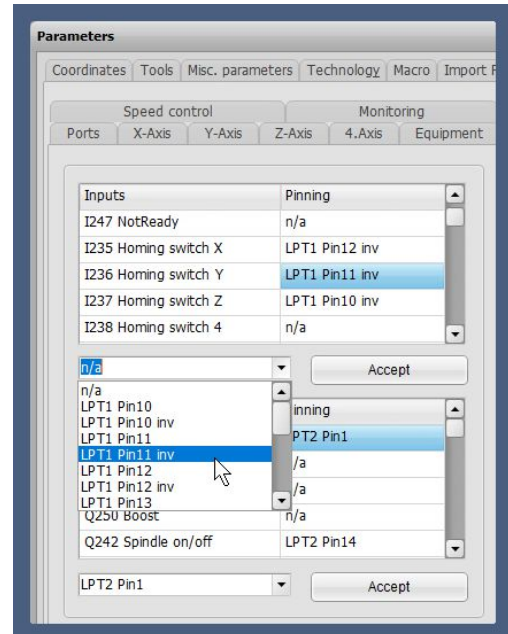 Parameters
Coordinates Tools Misc. parameters Technology Macro Import
Speed control Monitoring
Ports X-Axis Y-Axis Z-Axis 4.Axis Equipment
Inputs Pinning
I247 NotReady n/a
I235 Homing switch X LPT1 Pin12 inv
I236 Homing switch Y LPT1 Pin11 inv
I237 Homing switch Z LPT1 Pin10 inv
I238 Homing switch 4 n/a
n/a Accept
n/a
LPT1 Pin10
inning
LPT1 Pin10 inv
LPT1 Pin11
PT2 Pin1
LPT1 Pin11 inv
LPT1 Pin12
/a
LPT1 Pin12 inv
/a
LPT1 Pin13
Q250 Boost n/a
Q242 Spindle on/off LPT2 Pin14
LPT2 Pin1 Accept